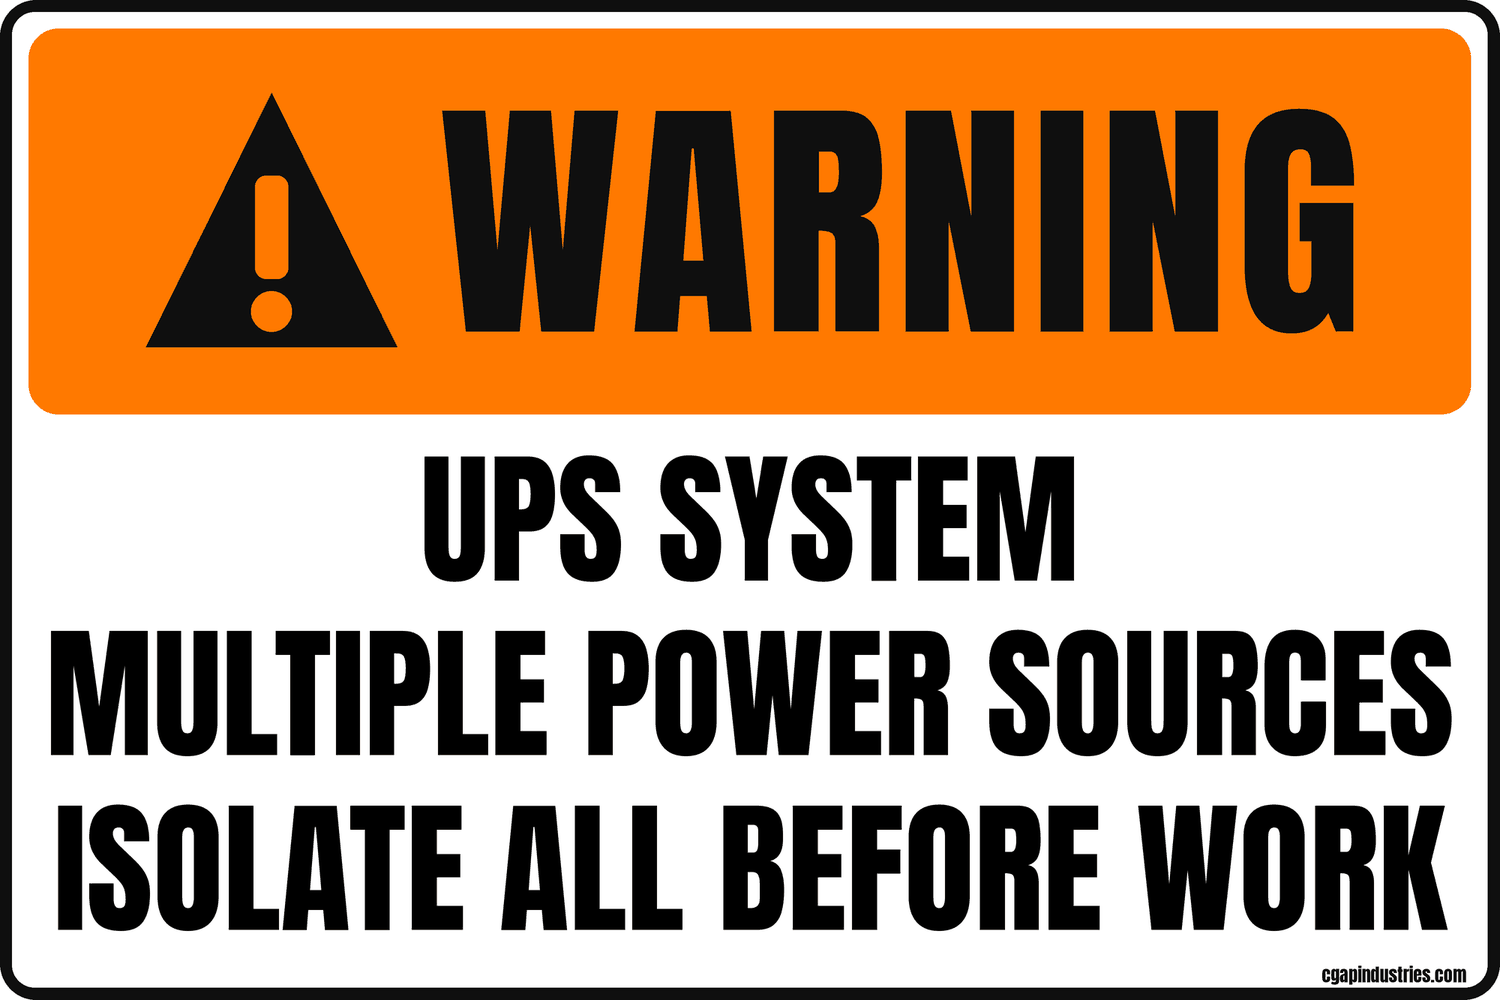 WARNING
UPS SYSTEM
MULTIPLE POWER SOURCES
ISOLATE ALL BEFORE WORK
cgapindustries.com